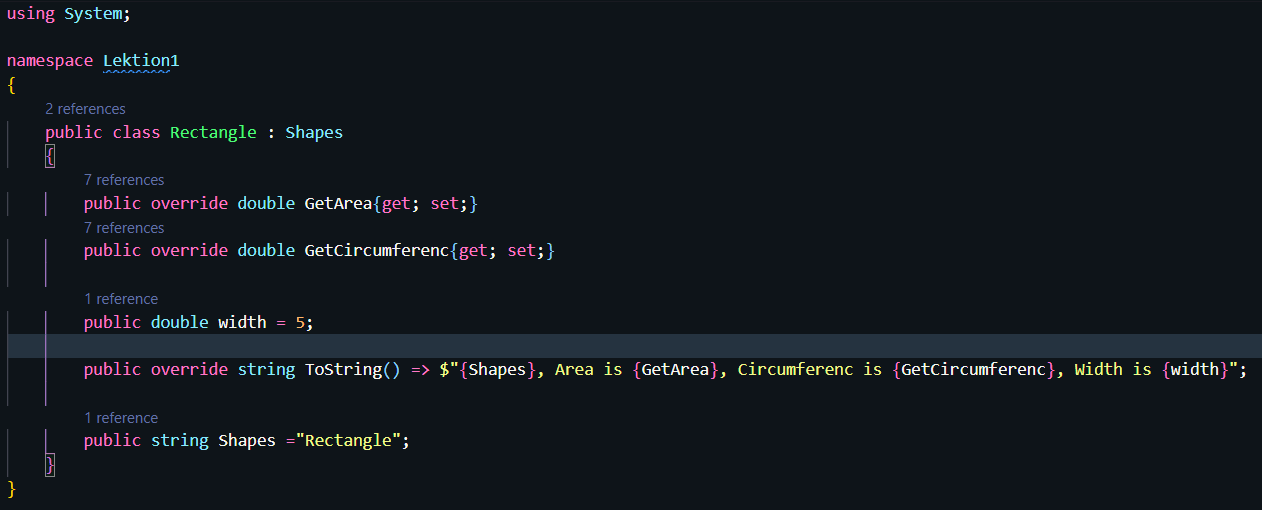 using System;
namespace Lektion1
{
2 references
public class Rectangle : Shapes
{
7 references
public override double GetArea{get; set;}
7 references
public override double GetCircumferenc{get; set;}
1 reference
public double width = 5;
public override string ToString() => $"{Shapes}, Area is {GetArea}, Circumferenc is {GetCircumferenc}, Width is {width}";
1 reference
public string Shapes ="Rectangle";
}
}